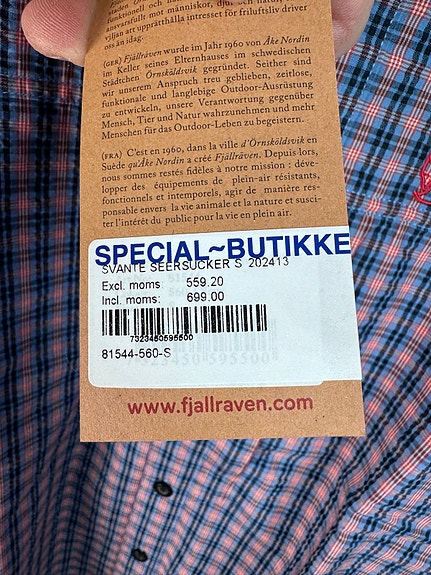 funktionell och hållbar
ansvarsfullt mot människor, djur och natur
viljan att upprätthålla intresset för friluftsliv driver
oss än idag.
(GER) Fjällräven wurde im Jahr 1960 von Åke Nordin
im Keller seines Elternhauses im schwedischen
Städtchen Örnsköldsvik gegründet. Seither sind
wir unserem Anspruch treu geblieben, zeitlose,
funktionale und langlebige Outdoor-Ausrüstung
zu entwickeln, unsere Verantwortung gegenüber
Mensch, Tier und Natur wahrzunehmen und mehr
Menschen für das Outdoor-Leben zu begeistern.
(FRA) C'est en 1960, dans la ville d'Örnsköldsvik en
Suède qu'Åke Nordin a créé Fjällräven. Depuis lors,
nous sommes restés fidèles à notre mission : déve-
lopper des équipements de plein-air résistants,
fonctionnels et intemporels, agir de manière res-
ponsable envers la vie animale et la nature et susci-
ter l'intérêt du public pour la vie en plein air.
SPECIAL~BUTIKKE
SVANTE SEERSUCKER S 202413
Excl. moms 559.20
Incl. moms: 699.00
7323450595500
81544-560-S
www.fjallraven.com